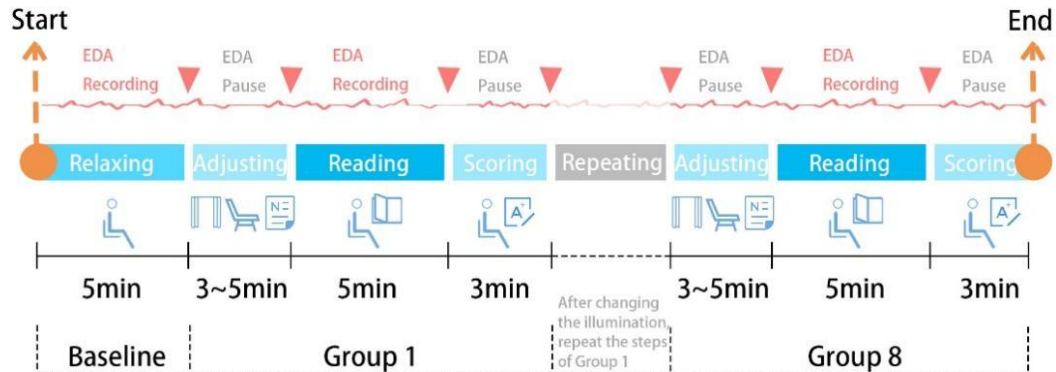 Start
End
EDA
Recording
EDA
Pause
EDA
Recording
EDA
Pause
EDA
Pause
EDA
Recording
EDA
Pause
Relaxing
Adjusting
Reading
Scoring
Repeating
Adjusting
Reading
Scoring
N=
A+
N=
A+
5min
3~5min
5min
3min
3~5min
5min
3min
After changing
the illumination,
repeat the steps
of Group 1
Baseline
Group 1
Group 8